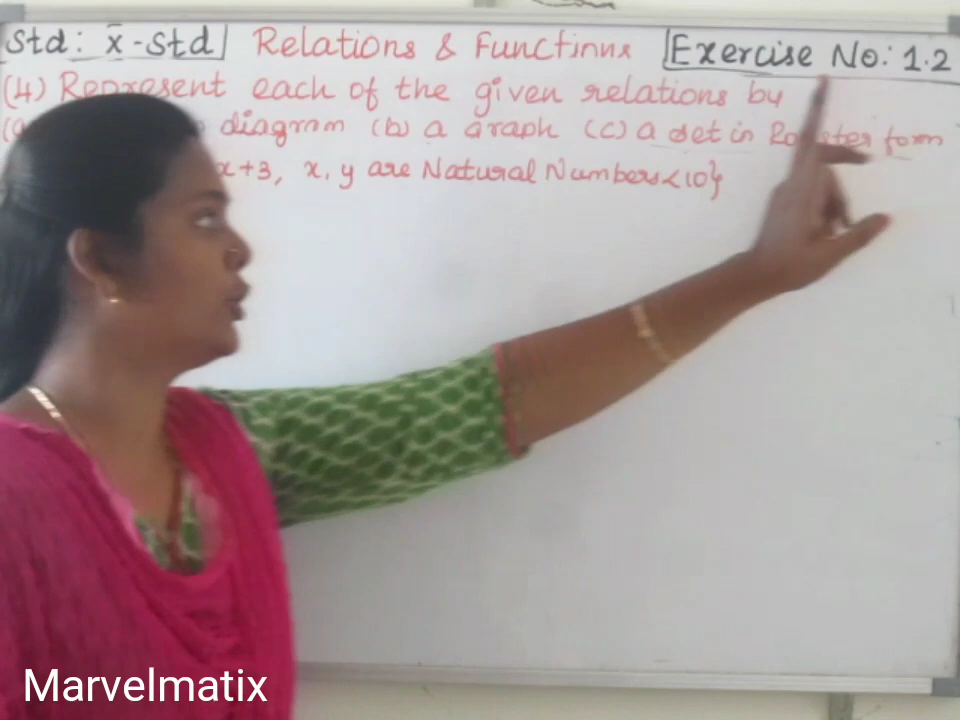 Std: x̄ - Std Relations & Functions Exercise No: 1.2
(4) Represent each of the given relations by
diagram (b) a graph (c) a set in Roaster form
x+3, x, y are Natural Numbers<10}
Marvelmatix